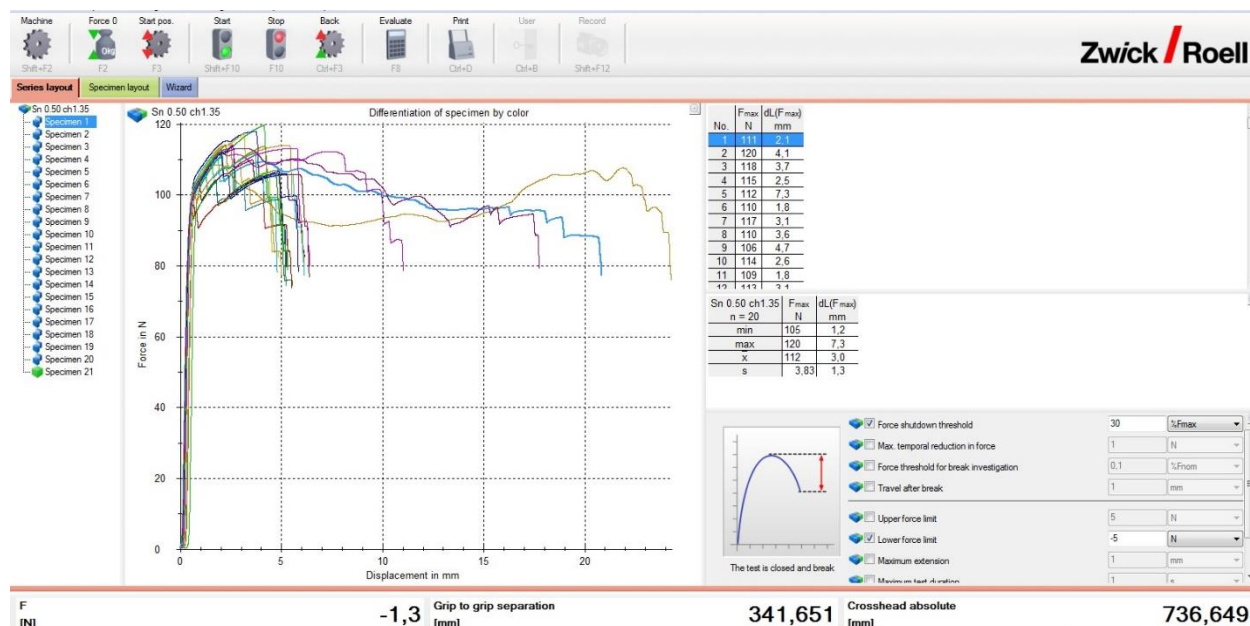 Machine Force 0 Start pos. Start Stop Back Evaluate Print User Record
0kg
Shift+F2 F2 F3 Shift+F10 F10 Ctrl+F3 F8 Ctrl+D Ctrl+B Shift+F12
Zwick / Roell
Series layout Specimen layout Wizard
Sn 0.50 ch1.35
Specimen 1
Specimen 2
Specimen 3
Specimen 4
Specimen 5
Specimen 6
Specimen 7
Specimen 8
Specimen 9
Specimen 10
Specimen 11
Specimen 12
Specimen 13
Specimen 14
Specimen 15
Specimen 16
Specimen 17
Specimen 18
Specimen 19
Specimen 20
Specimen 21
Sn 0.50 ch1.35
Differentiation of specimen by color
120
100
80
60
40
20
0
Force in N
0 5 10 15 20
Displacement in mm
Fmax dL(Fmax)
No. N mm
1 111 2,1
2 120 4,1
3 118 3,7
4 115 2,5
5 112 7,3
6 110 1,8
7 117 3,1
8 110 3,6
9 106 4,7
10 114 2,6
11 109 1,8
12 113 3,1
Sn 0.50 ch1.35 Fmax dL(Fmax)
n = 20 N mm
min 105 1,2
max 120 7,3
x̄ 112 3,0
s 3,83 1,3
The test is closed and break
Force shutdown threshold 30 %Fmax
Max. temporal reduction in force 1 N
Force threshold for break investigation 0,1 %Fnom
Travel after break 1 mm
Upper force limit 5 N
Lower force limit -5 N
Maximum extension 1 mm
Maximum test duration 1 s
F
[N]
-1,3
Grip to grip separation
[mm]
341,651
Crosshead absolute
[mm]
736,649